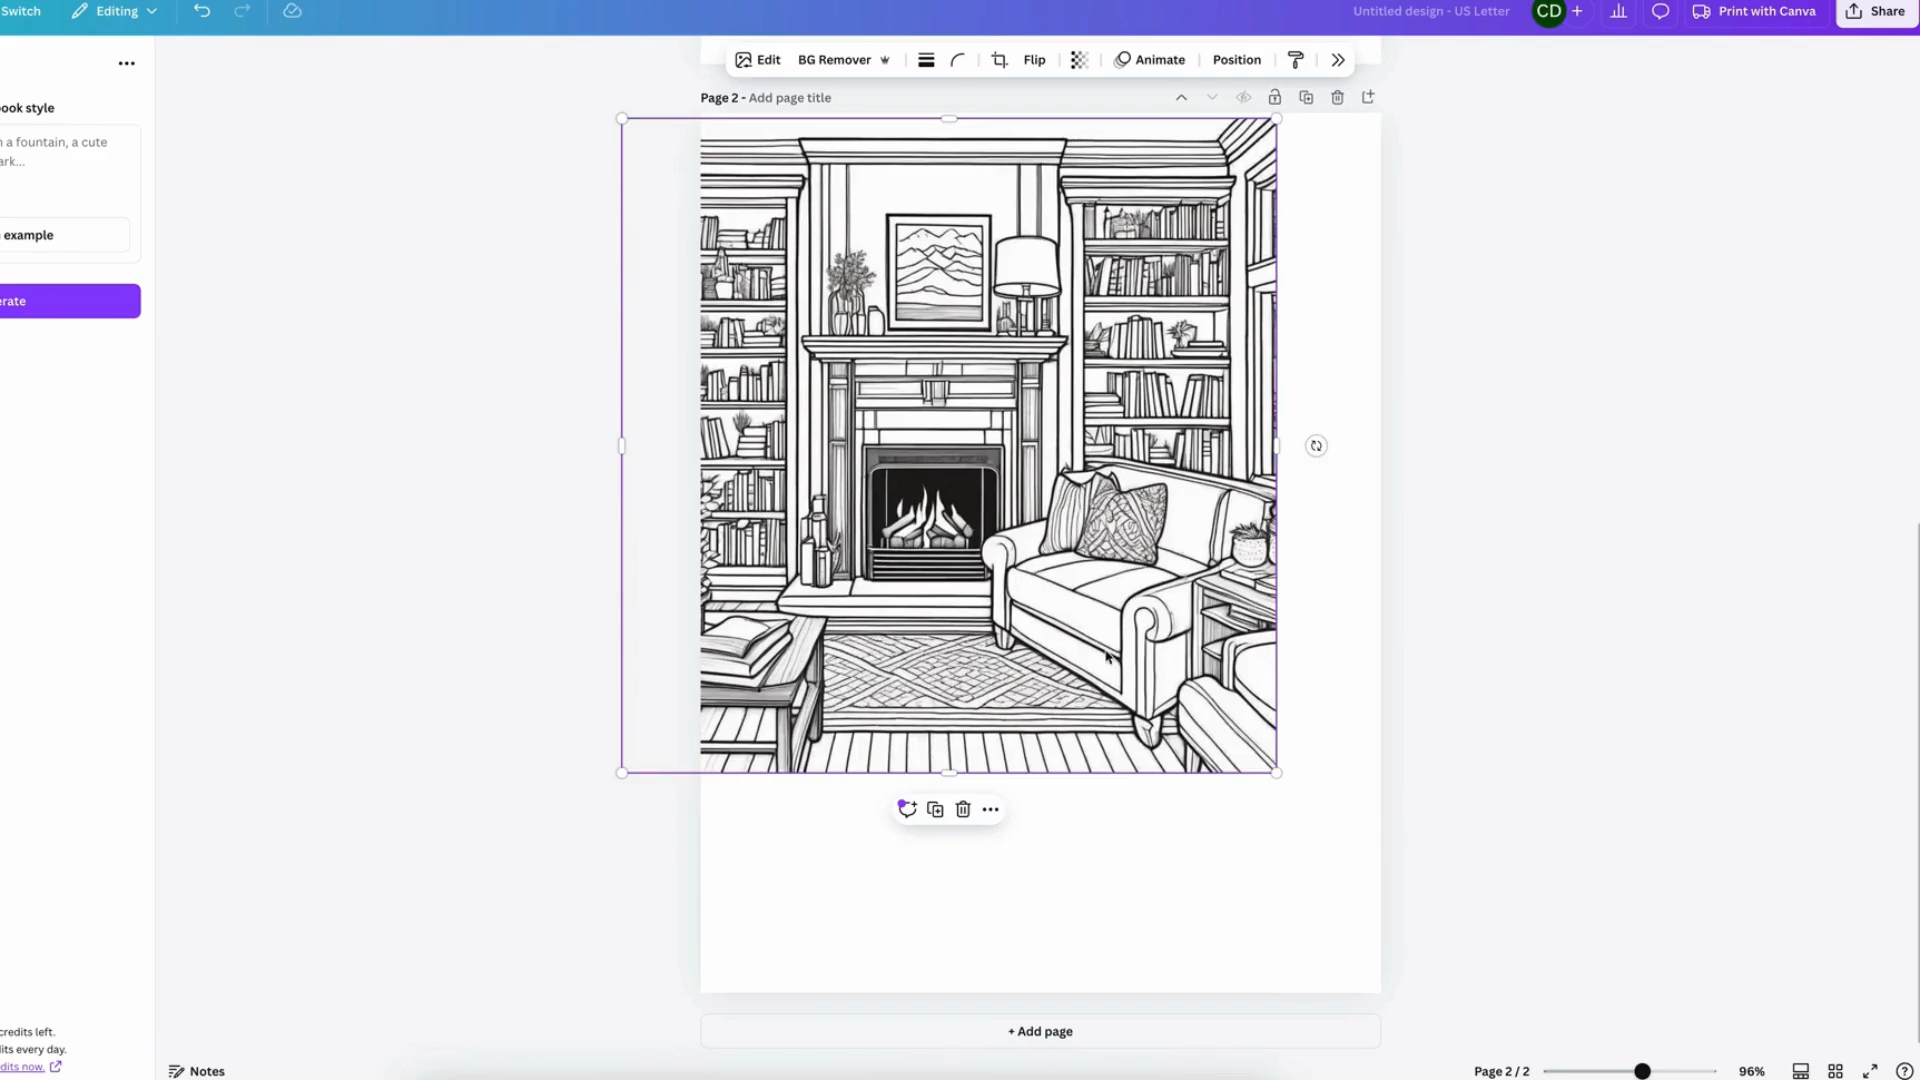 Switch Editing Untitled design - US Letter CD + Print with Canva Share
Edit BG Remover Flip Animate Position
Page 2 - Add page title
ook style
a fountain, a cute
ark...
example
erate
+ Add page
credits left.
its every day.
dits now.
Notes Page 2 / 2 96%